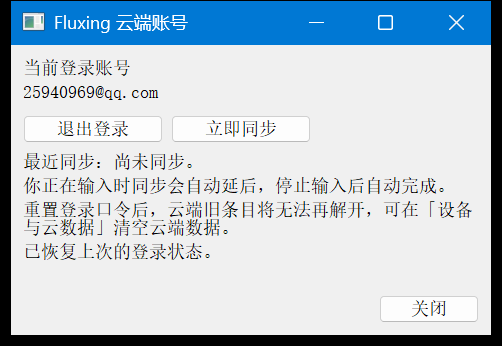 Fluxing 云端账号
当前登录账号
25940969@qq.com
退出登录 立即同步
最近同步：尚未同步。
你正在输入时同步会自动延后，停止输入后自动完成。
重置登录口令后，云端旧条目将无法再解开，可在「设备
与云数据」清空云端数据。
已恢复上次的登录状态。
关闭